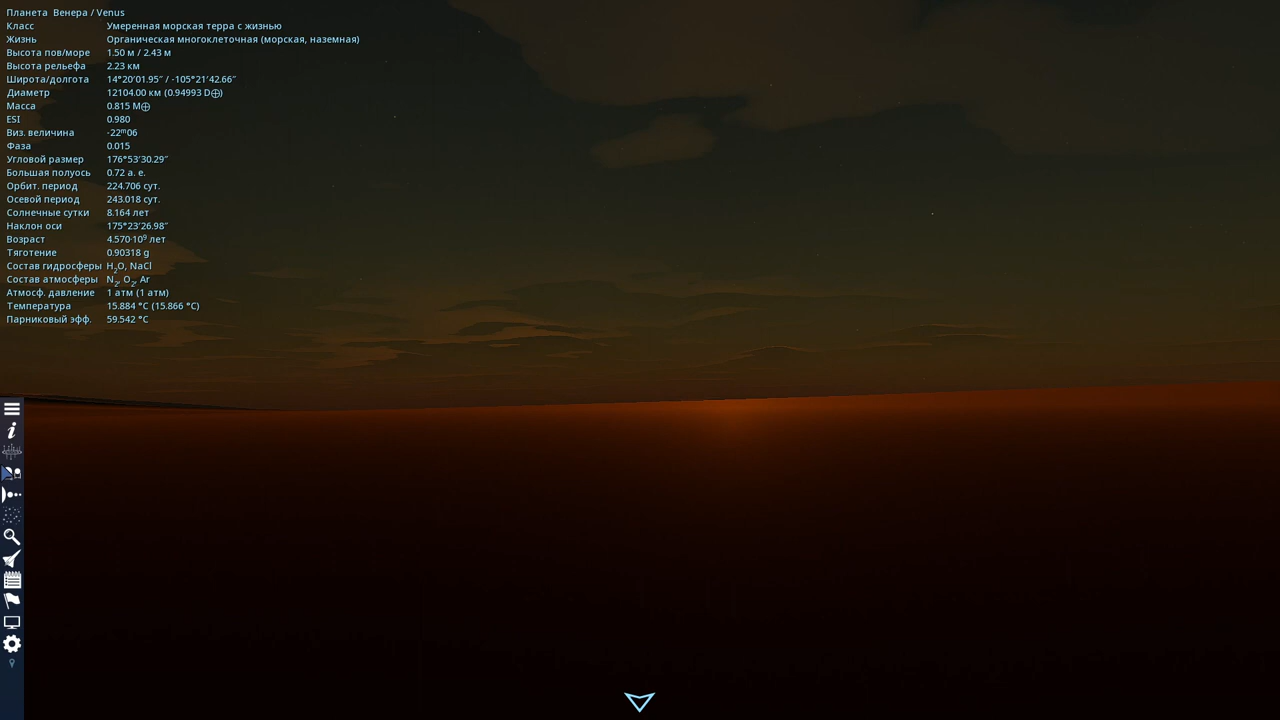 Планета Венера / Venus
Класс Умеренная морская терра с жизнью
Жизнь Органическая многоклеточная (морская, наземная)
Высота пов/море 1.50 м / 2.43 м
Высота рельефа 2.23 км
Широта/долгота 14°20′01.95″ / -105°21′42.66″
Диаметр 12104.00 км (0.94993 D⊕)
Масса 0.815 M⊕
ESI 0.980
Виз. величина -22ᵐ06
Фаза 0.015
Угловой размер 176°53′30.29″
Большая полуось 0.72 а. е.
Орбит. период 224.706 сут.
Осевой период 243.018 сут.
Солнечные сутки 8.164 лет
Наклон оси 175°23′26.98″
Возраст 4.570·10⁹ лет
Тяготение 0.90318 g
Состав гидросферы H₂O, NaCl
Состав атмосферы N₂, O₂, Ar
Атмосф. давление 1 атм (1 атм)
Температура 15.884 °C (15.866 °C)
Парниковый эфф. 59.542 °C